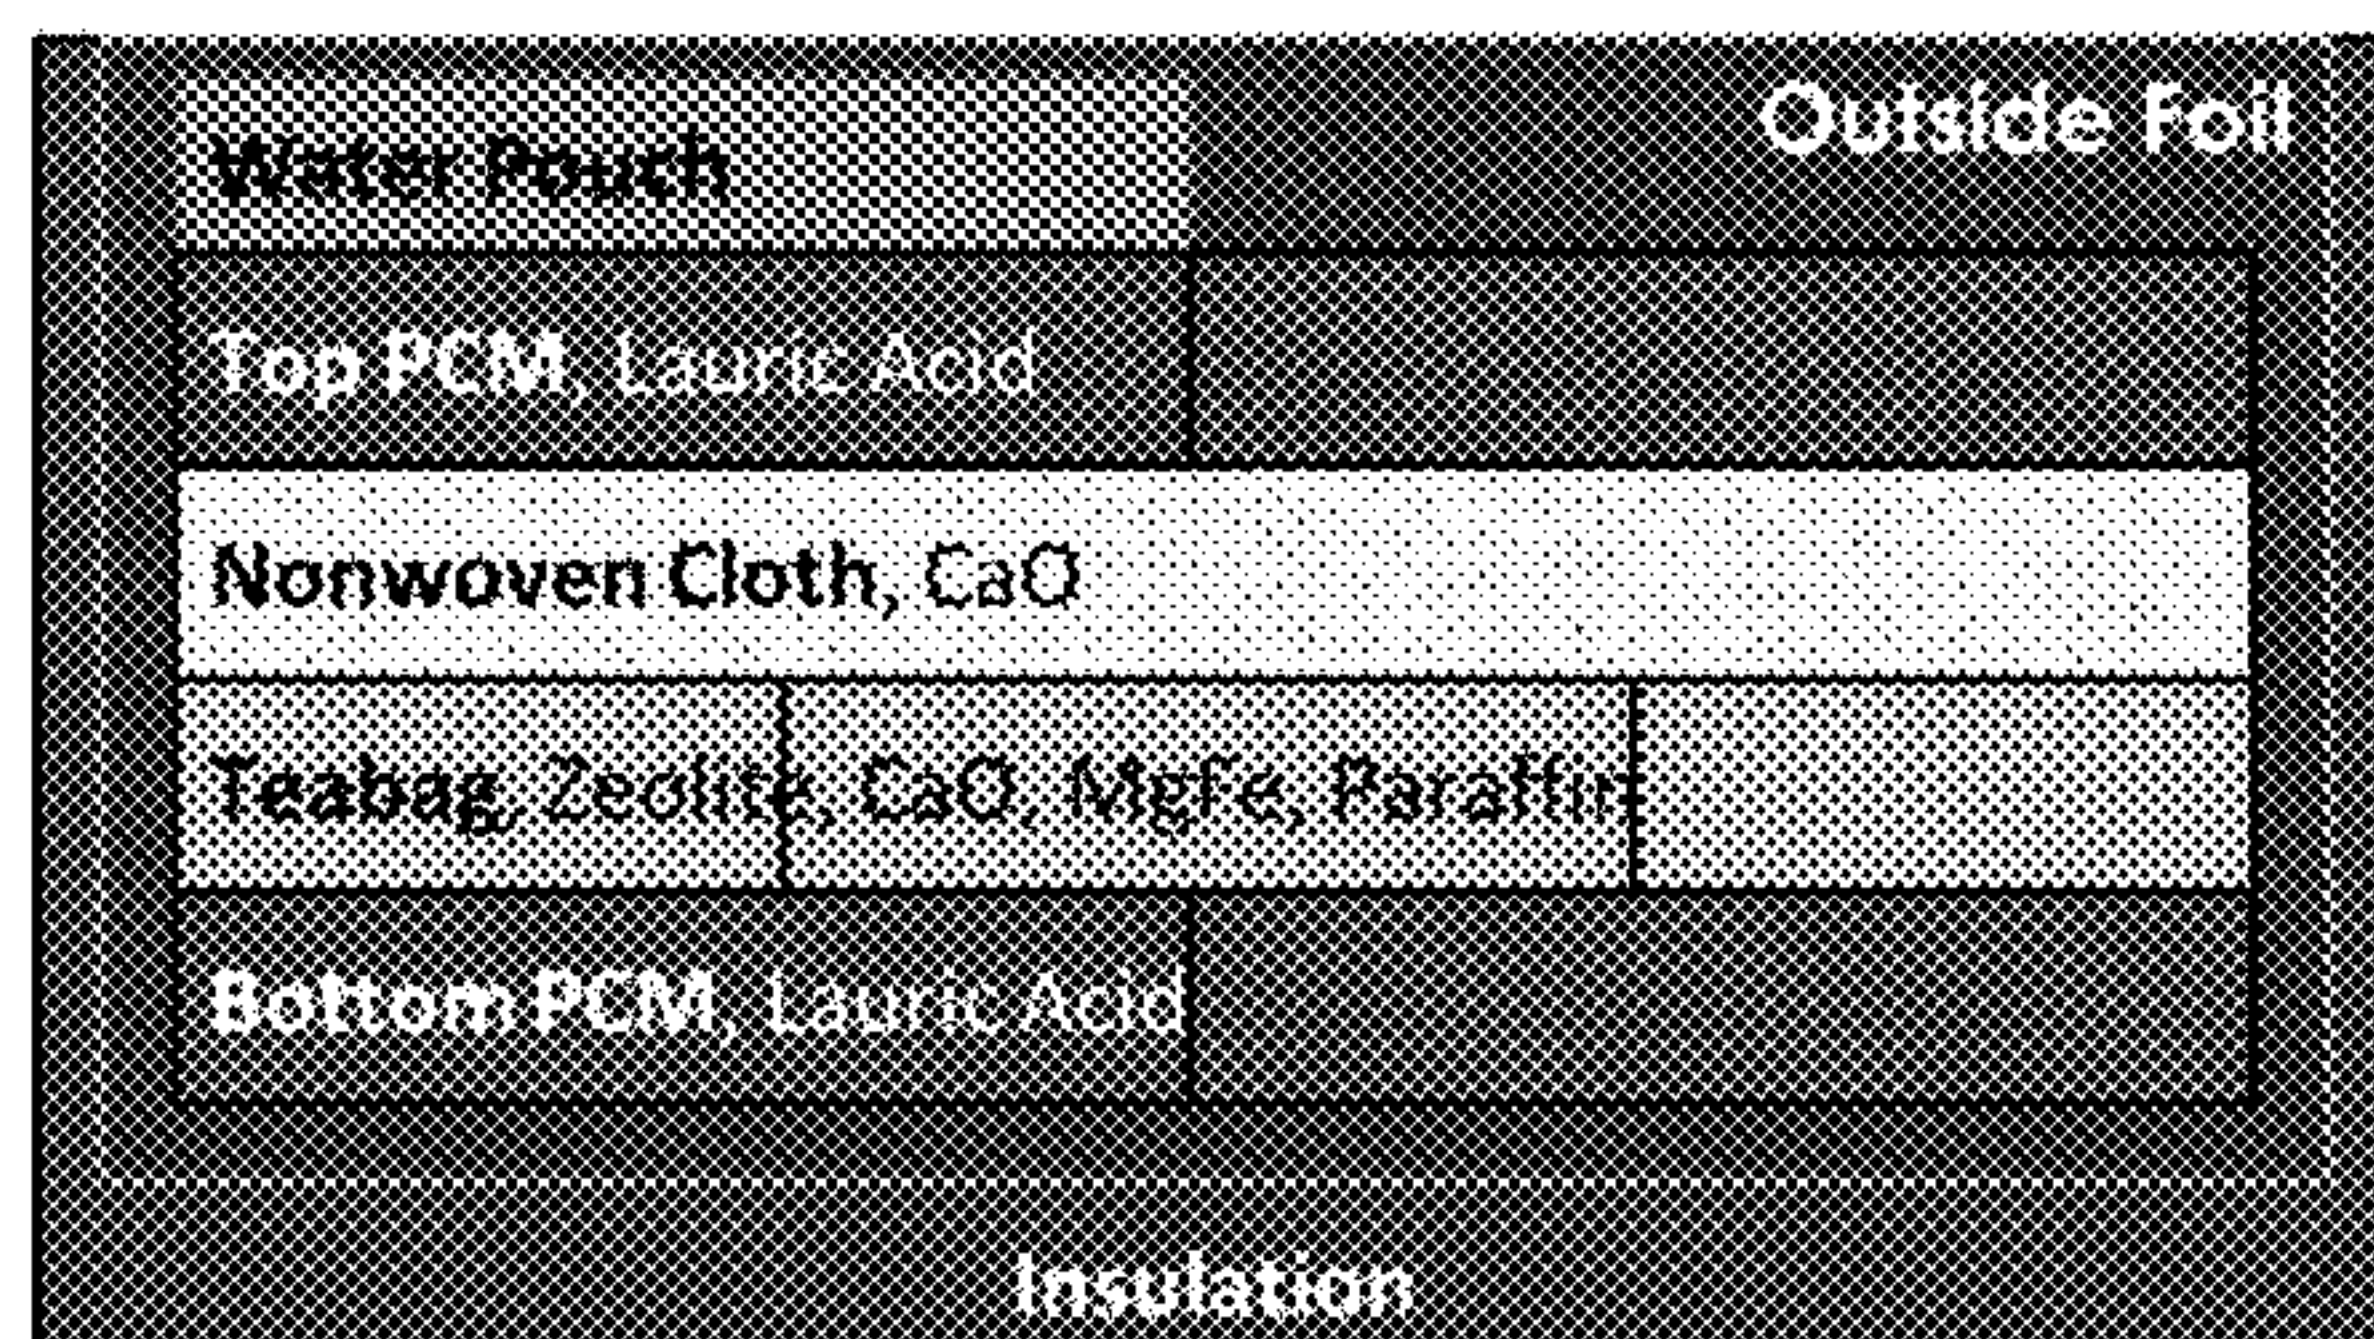 Outside Foil
Water Pouch
Top PCM, Lauric Acid
Nonwoven Cloth, CaO
Teabag, Zeolite, CaO, MgFe, Paraffin
Bottom PCM, Lauric Acid
Insulation